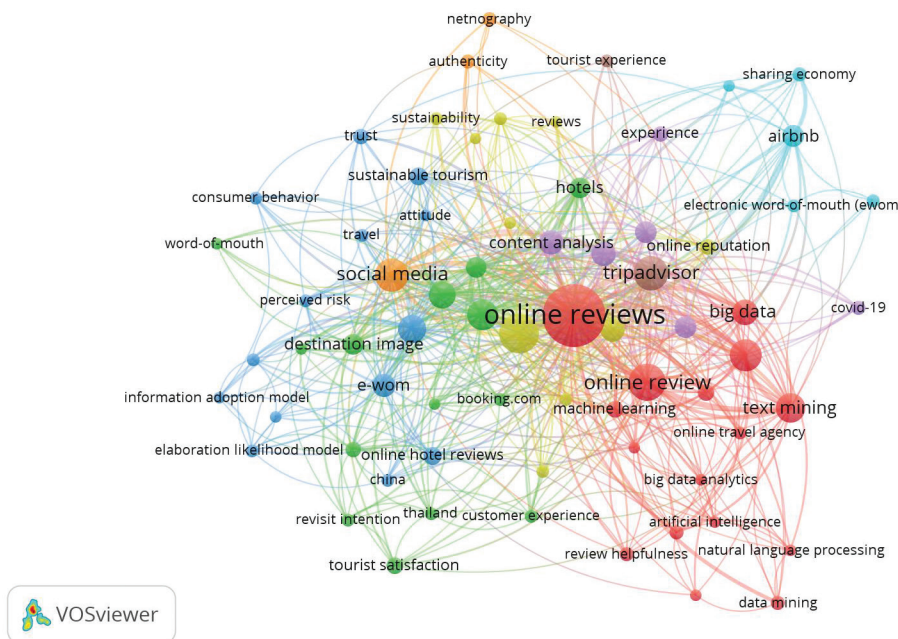 netnography
authenticity
tourist experience
sharing economy
sustainability
reviews
trust
experience
airbnb
sustainable tourism
hotels
consumer behavior
attitude
electronic word-of-mouth (ewom
word-of-mouth
travel
content analysis
online reputation
social media
tripadvisor
perceived risk
online reviews
big data
covid-19
destination image
e-wom
online review
information adoption model
booking.com
machine learning
text mining
online travel agency
elaboration likelihood model
online hotel reviews
china
big data analytics
revisit intention
thailand
customer experience
artificial intelligence
review helpfulness
natural language processing
tourist satisfaction
data mining
VOSviewer